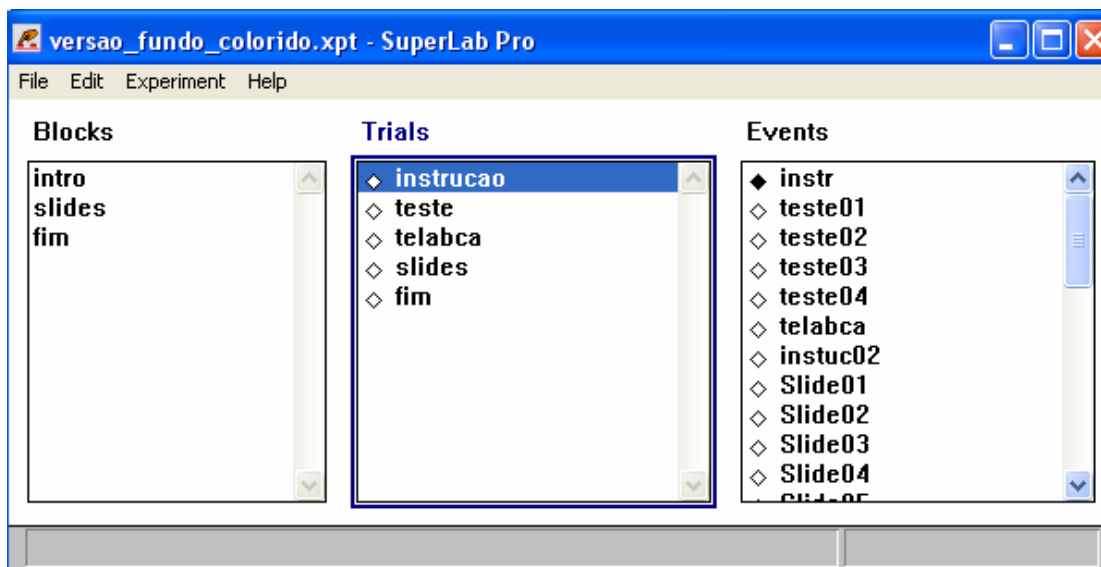 versao_fundo_colorido.xpt - SuperLab Pro
File Edit Experiment Help
Blocks
intro
slides
fim
Trials
instrucao
teste
telabca
slides
fim
Events
instr
teste01
teste02
teste03
teste04
telabca
instuc02
Slide01
Slide02
Slide03
Slide04
Slide05